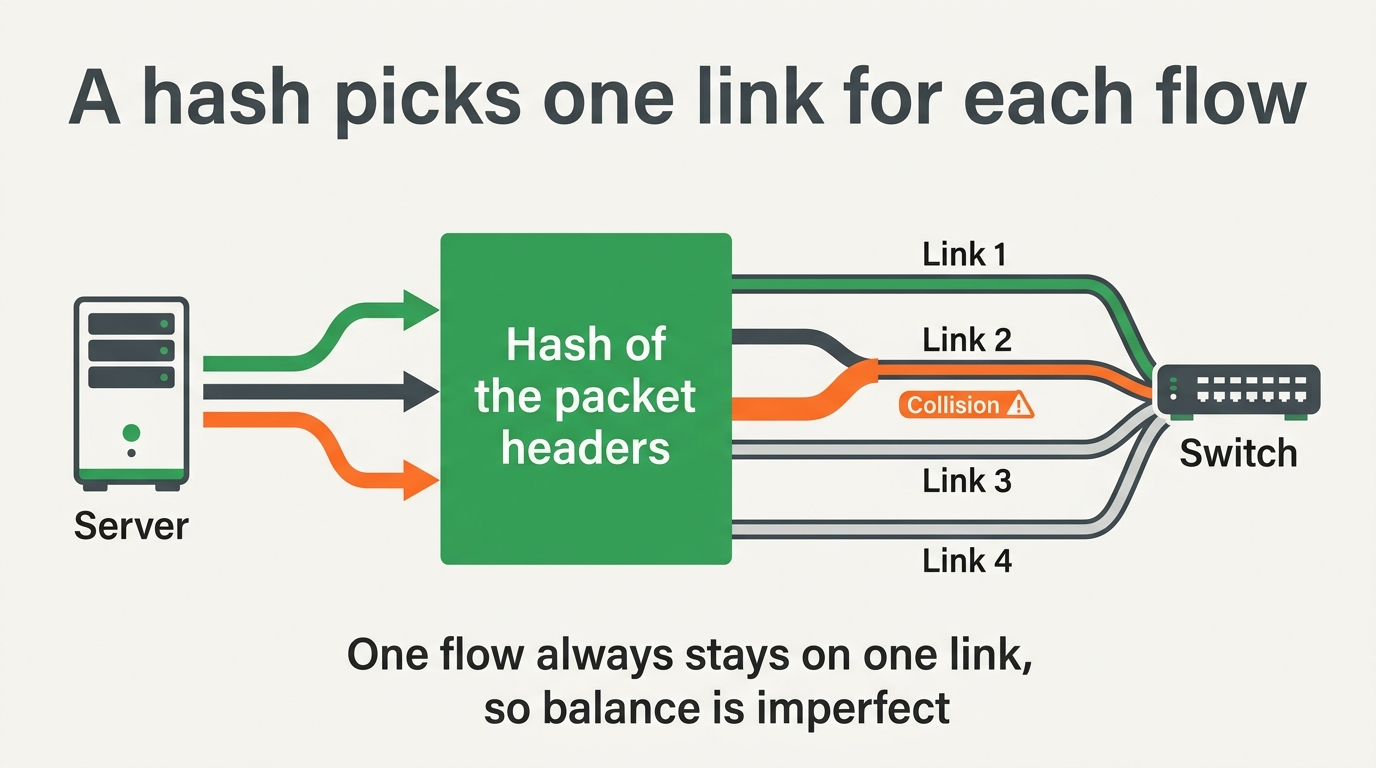 A hash picks one link for each flow
Server
Hash of
the packet
headers
Link 1
Link 2
Collision
Link 3
Link 4
Switch
One flow always stays on one link,
so balance is imperfect